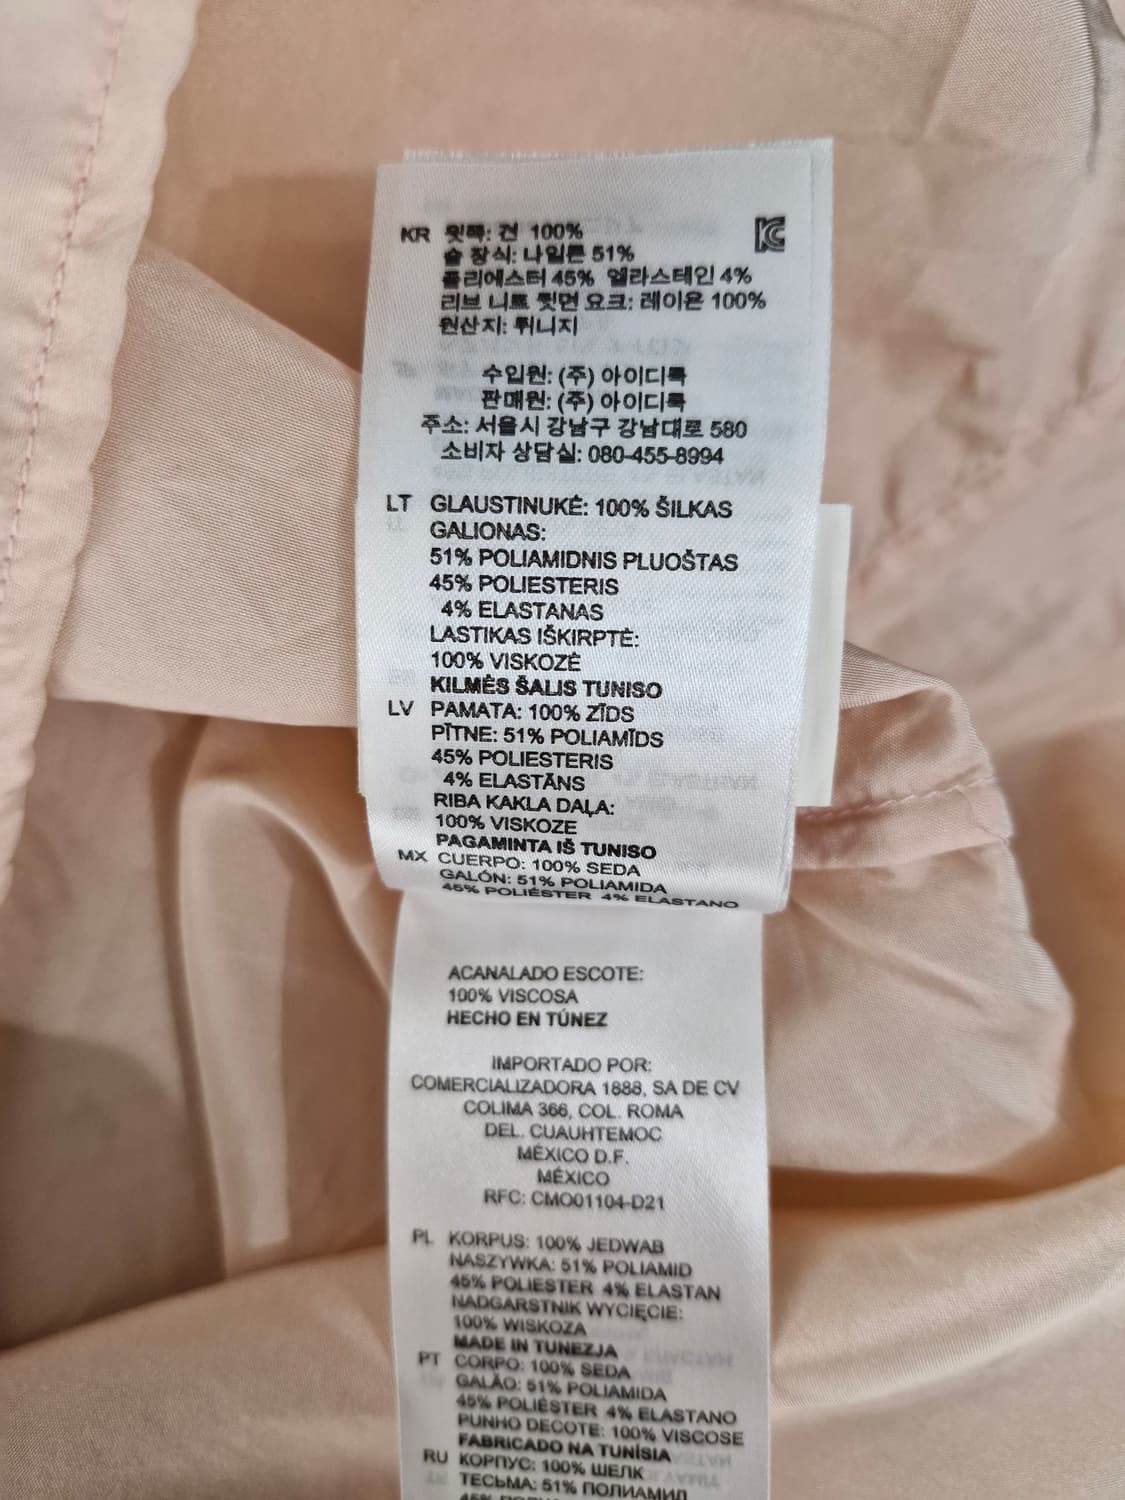 KR 윗쪽: 견 100%
술 장식: 나일론 51%
폴리에스터 45% 엘라스테인 4%
리브 니트 뒷면 요크: 레이온 100%
원산지: 튀니지
수입원: (주) 아이디룩
판매원: (주) 아이디룩
주소: 서울시 강남구 강남대로 580
소비자 상담실: 080-455-8994
LT GLAUSTINUKĖ: 100% ŠILKAS
GALIONAS:
51% POLIAMIDNIS PLUOŠTAS
45% POLIESTERIS
4% ELASTANAS
LASTIKAS IŠKIRPTĖ:
100% VISKOZĖ
KILMĖS ŠALIS TUNISO
LV PAMATA: 100% ZĪDS
PĪTNE: 51% POLIAMĪDS
45% POLIESTERIS
4% ELASTĀNS
RIBA KAKLA DAĻA:
100% VISKOZE
PAGAMINTA IŠ TUNISO
MX CUERPO: 100% SEDA
GALÓN: 51% POLIAMIDA
45% POLIÉSTER 4% ELASTANO
ACANALADO ESCOTE:
100% VISCOSA
HECHO EN TÚNEZ
IMPORTADO POR:
COMERCIALIZADORA 1888, SA DE CV
COLIMA 366, COL. ROMA
DEL. CUAUHTEMOC
MÉXICO D.F.
MÉXICO
RFC: CMO01104-D21
PL KORPUS: 100% JEDWAB
NASZYWKA: 51% POLIAMID
45% POLIESTER 4% ELASTAN
NADGARSTNIK WYCIĘCIE:
100% WISKOZA
MADE IN TUNEZJA
PT CORPO: 100% SEDA
GALÃO: 51% POLIAMIDA
45% POLIÉSTER 4% ELASTANO
PUNHO DECOTE: 100% VISCOSE
FABRICADO NA TUNÍSIA
RU КОРПУС: 100% ШЕЛК
ТЕСЬМА: 51% ПОЛИАМИД